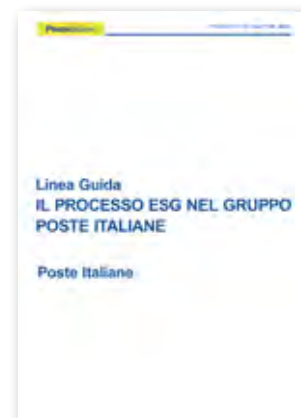 Linea Guida
IL PROCESSO ESG NEL GRUPPO
POSTE ITALIANE
Poste Italiane